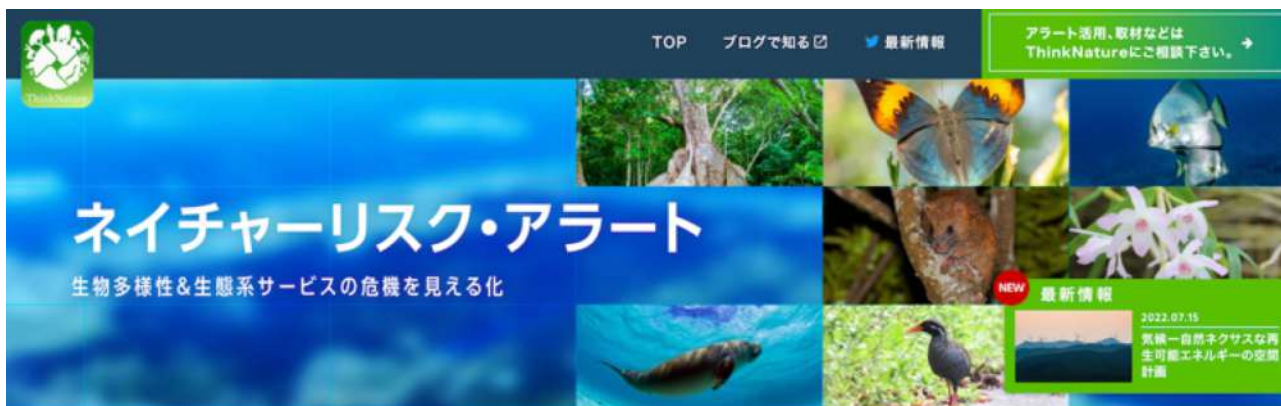 ThinkNature
TOP ブログで知る 最新情報
アラート活用、取材などは
ThinkNatureにご相談下さい。
ネイチャーリスク・アラート
生物多様性&生態系サービスの危機を見える化
NEW 最新情報
2022.07.15
気候ー自然ネクサスな再
生可能エネルギーの空間
計画